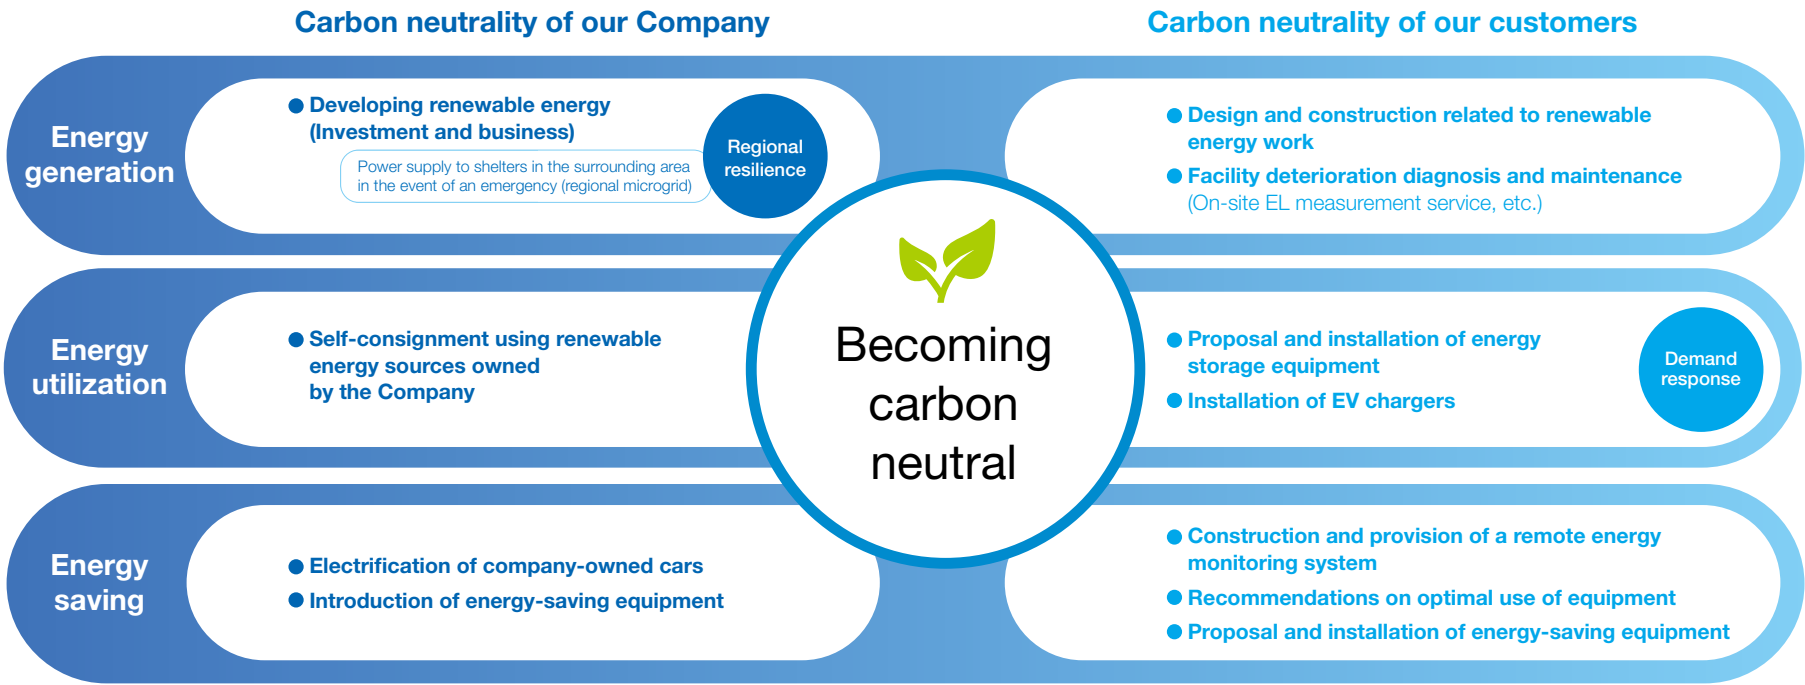 Carbon neutrality of our Company
Carbon neutrality of our customers
Energy
generation
● Developing renewable energy
(Investment and business)
Power supply to shelters in the surrounding area
in the event of an emergency (regional microgrid)
Regional
resilience
● Design and construction related to renewable
energy work
● Facility deterioration diagnosis and maintenance
(On-site EL measurement service, etc.)
Becoming
carbon
neutral
Energy
utilization
● Self-consignment using renewable
energy sources owned
by the Company
● Proposal and installation of energy
storage equipment
● Installation of EV chargers
Demand
response
Energy
saving
● Electrification of company-owned cars
● Introduction of energy-saving equipment
● Construction and provision of a remote energy
monitoring system
● Recommendations on optimal use of equipment
● Proposal and installation of energy-saving equipment